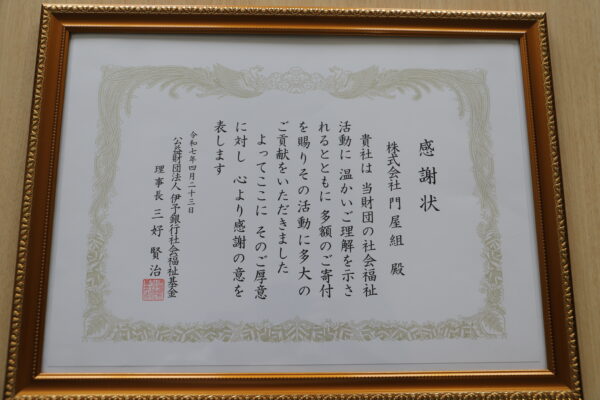 感謝状
株式会社 門屋組 殿
貴社は 当財団の社会福祉
活動に 温かいご理解を示さ
れるとともに 多額のご寄付
を賜りその活動に多大の
ご貢献をいただきました
よってここに そのご厚意
に対し 心より感謝の意を
表します
令和七年四月二十三日
公益財団法人 伊予銀行社会福祉基金
理事長 三好賢治